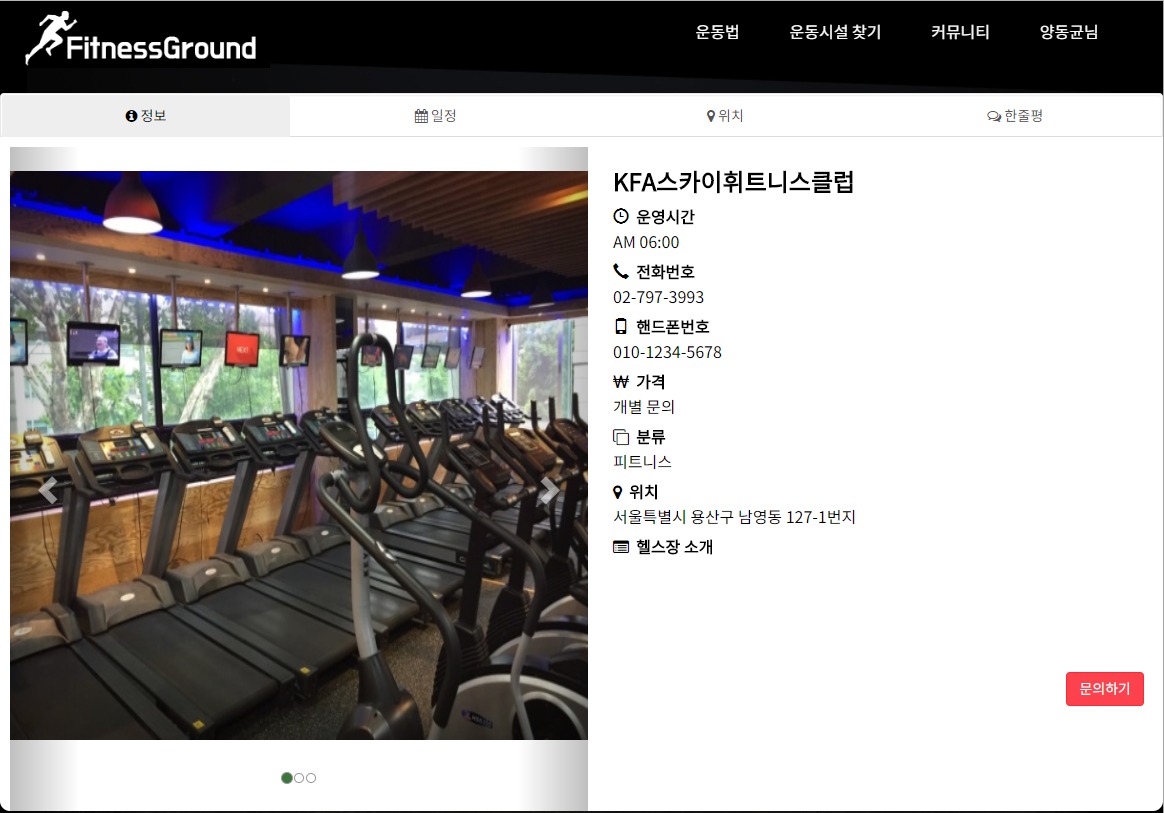 FitnessGround
운동법 운동시설 찾기 커뮤니티 양동균님
정보 일정 위치 한줄평
KFA스카이휘트니스클럽
운영시간
AM 06:00
전화번호
02-797-3993
핸드폰번호
010-1234-5678
₩ 가격
개별 문의
분류
피트니스
위치
서울특별시 용산구 남영동 127-1번지
헬스장 소개
문의하기
NEXT